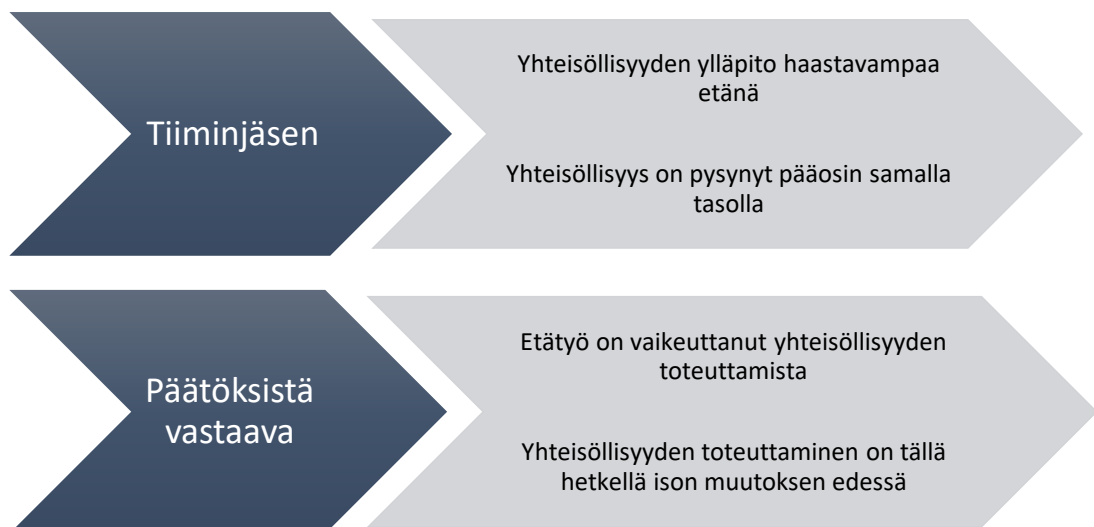 Tiiminjäsen
Yhteisöllisyyden ylläpito haastavampaa
etänä
Yhteisöllisyys on pysynyt pääosin samalla
tasolla
Päätöksistä
vastaava
Etätyö on vaikeuttanut yhteisöllisyyden
toteuttamista
Yhteisöllisyyden toteuttaminen on tällä
hetkellä ison muutoksen edessä